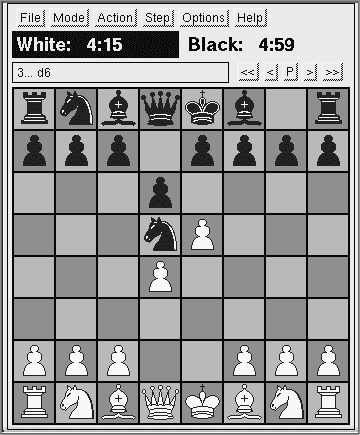 File Mode Action Step Options Help
White: 4:15 Black: 4:59
3... d6 << < P > >>